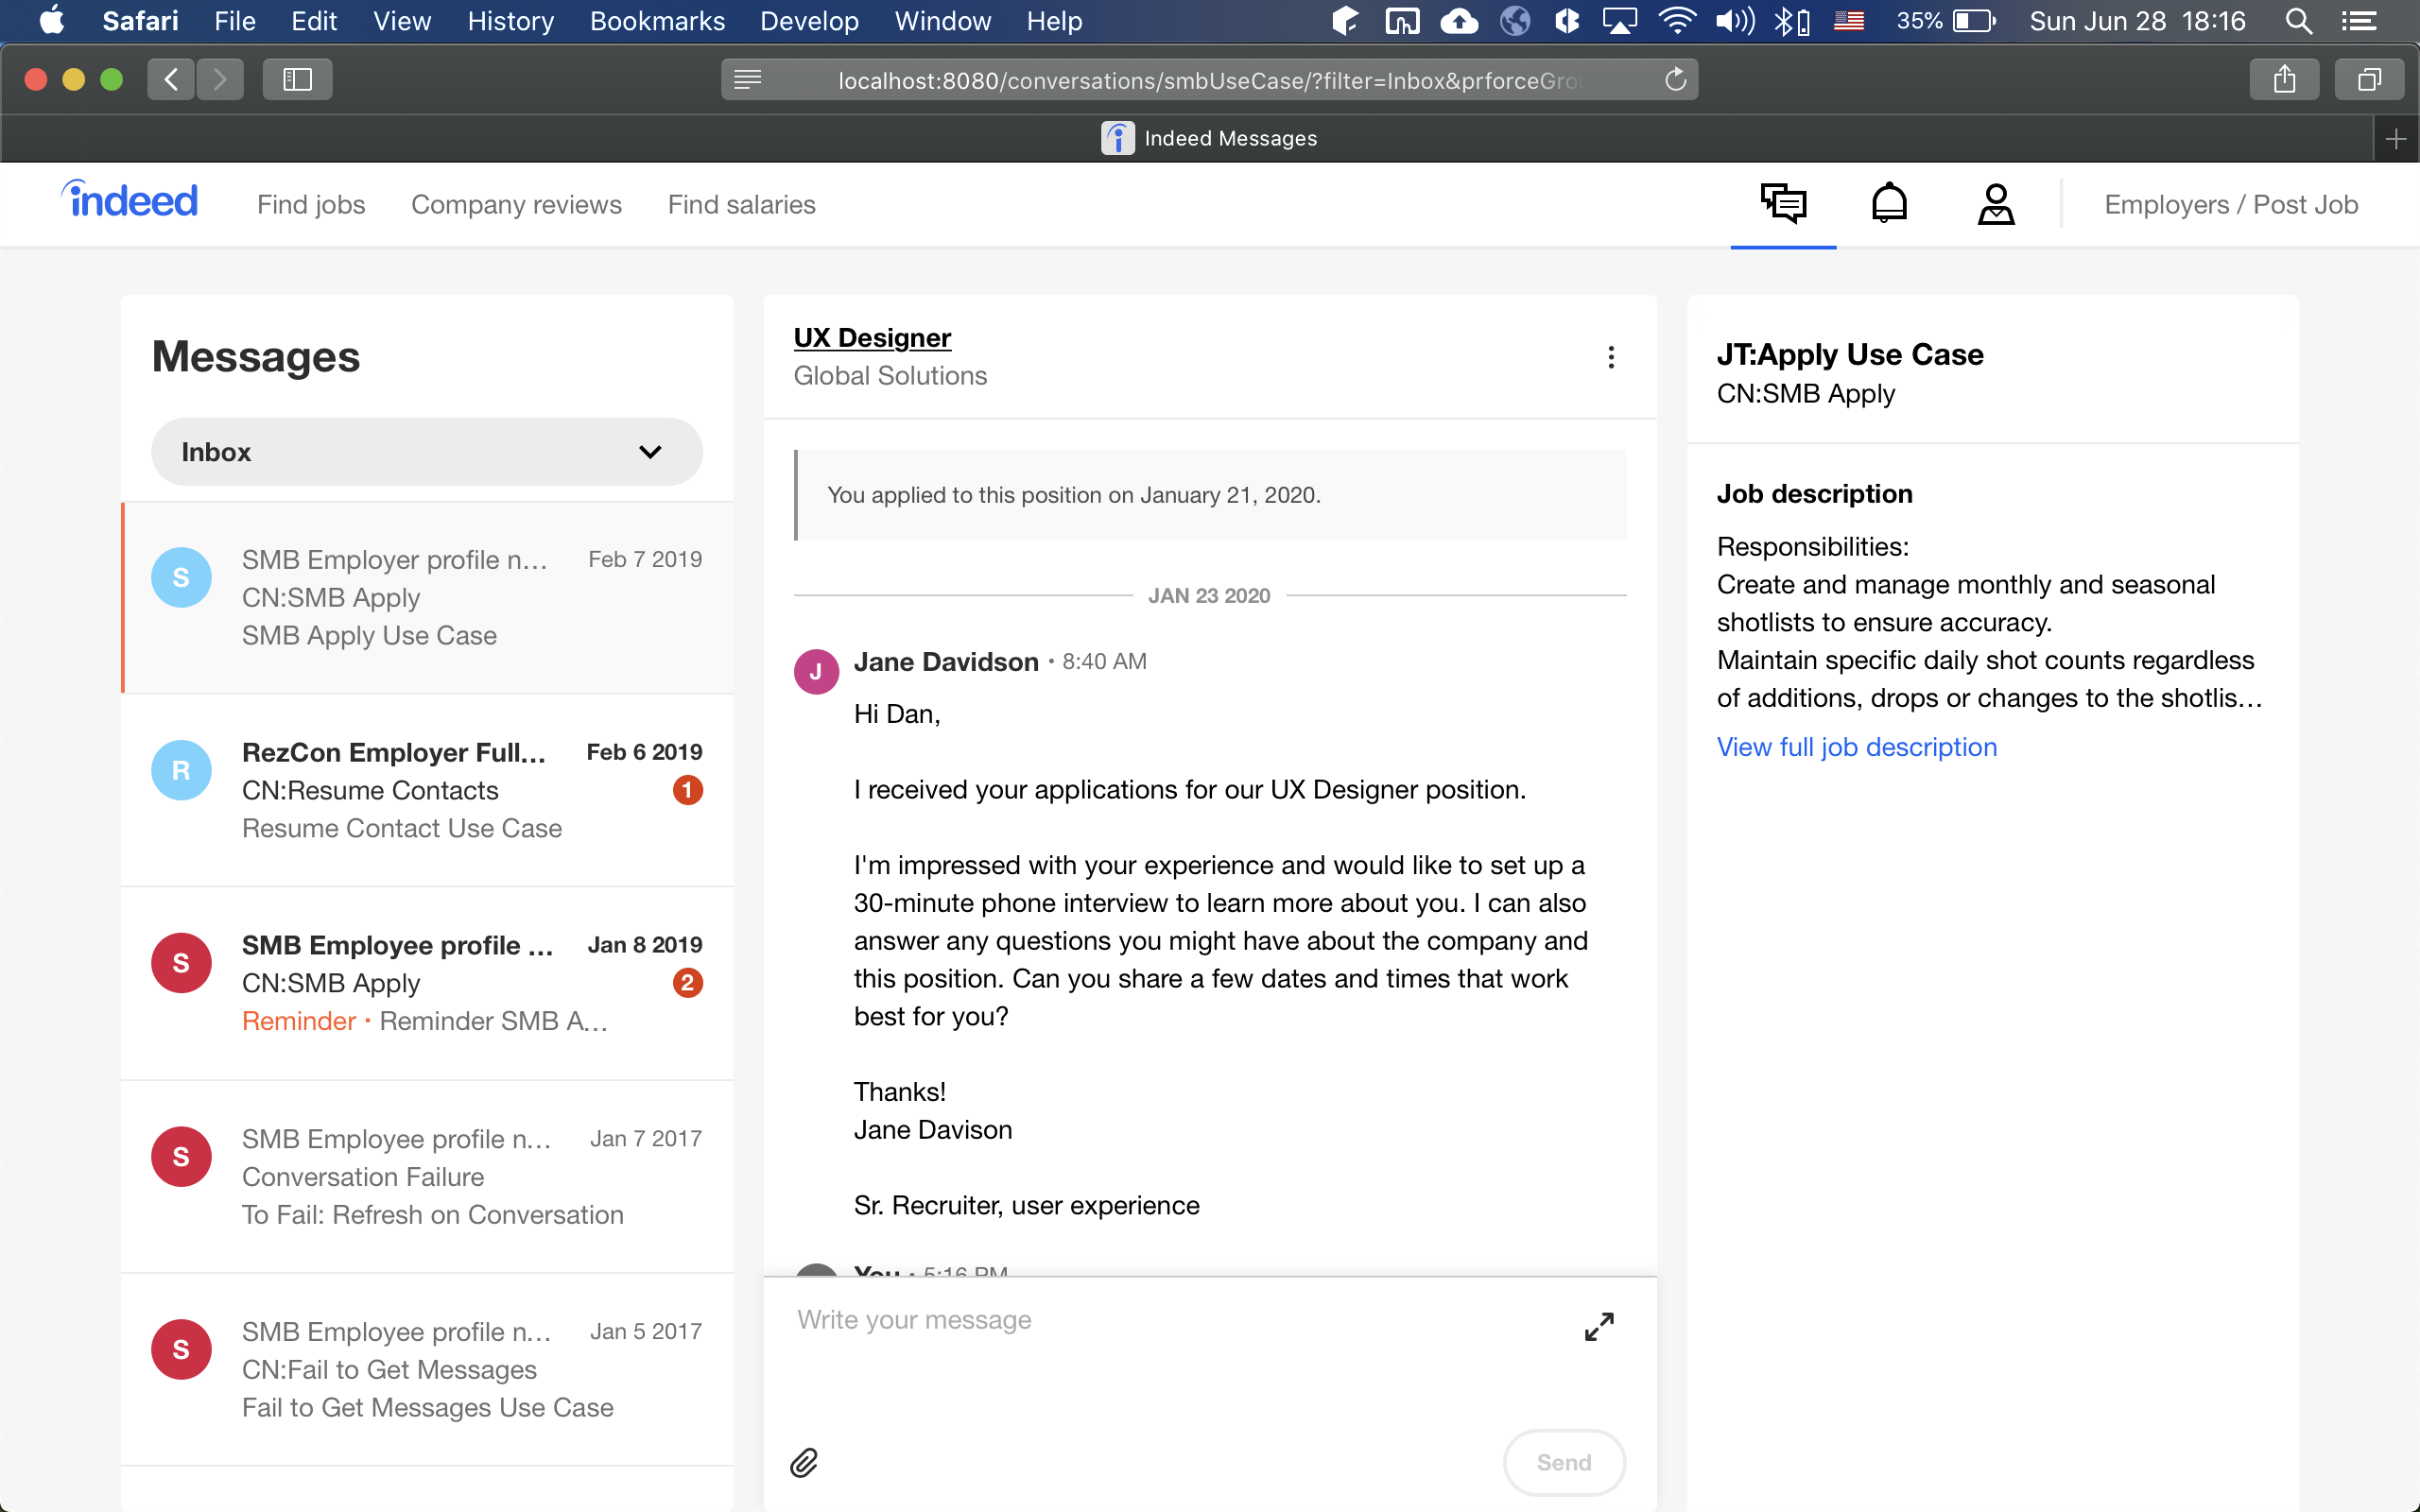 Safari File Edit View History Bookmarks Develop Window Help 35% Sun Jun 28 18:16
localhost:8080/conversations/smbUseCase/?filter=Inbox&prforceGro
Indeed Messages
indeed Find jobs Company reviews Find salaries Employers / Post Job
Messages
Inbox
S
SMB Employer profile n... Feb 7 2019
CN:SMB Apply
SMB Apply Use Case
R
RezCon Employer Full... Feb 6 2019
CN:Resume Contacts 1
Resume Contact Use Case
S
SMB Employee profile ... Jan 8 2019
CN:SMB Apply 2
Reminder · Reminder SMB A...
S
SMB Employee profile n... Jan 7 2017
Conversation Failure
To Fail: Refresh on Conversation
S
SMB Employee profile n... Jan 5 2017
CN:Fail to Get Messages
Fail to Get Messages Use Case
UX Designer
Global Solutions
You applied to this position on January 21, 2020.
JAN 23 2020
J
Jane Davidson · 8:40 AM
Hi Dan,
I received your applications for our UX Designer position.
I'm impressed with your experience and would like to set up a
30-minute phone interview to learn more about you. I can also
answer any questions you might have about the company and
this position. Can you share a few dates and times that work
best for you?
Thanks!
Jane Davison
Sr. Recruiter, user experience
You · 5:16 PM
Write your message
Send
JT:Apply Use Case
CN:SMB Apply
Job description
Responsibilities:
Create and manage monthly and seasonal
shotlists to ensure accuracy.
Maintain specific daily shot counts regardless
of additions, drops or changes to the shotlis...
View full job description